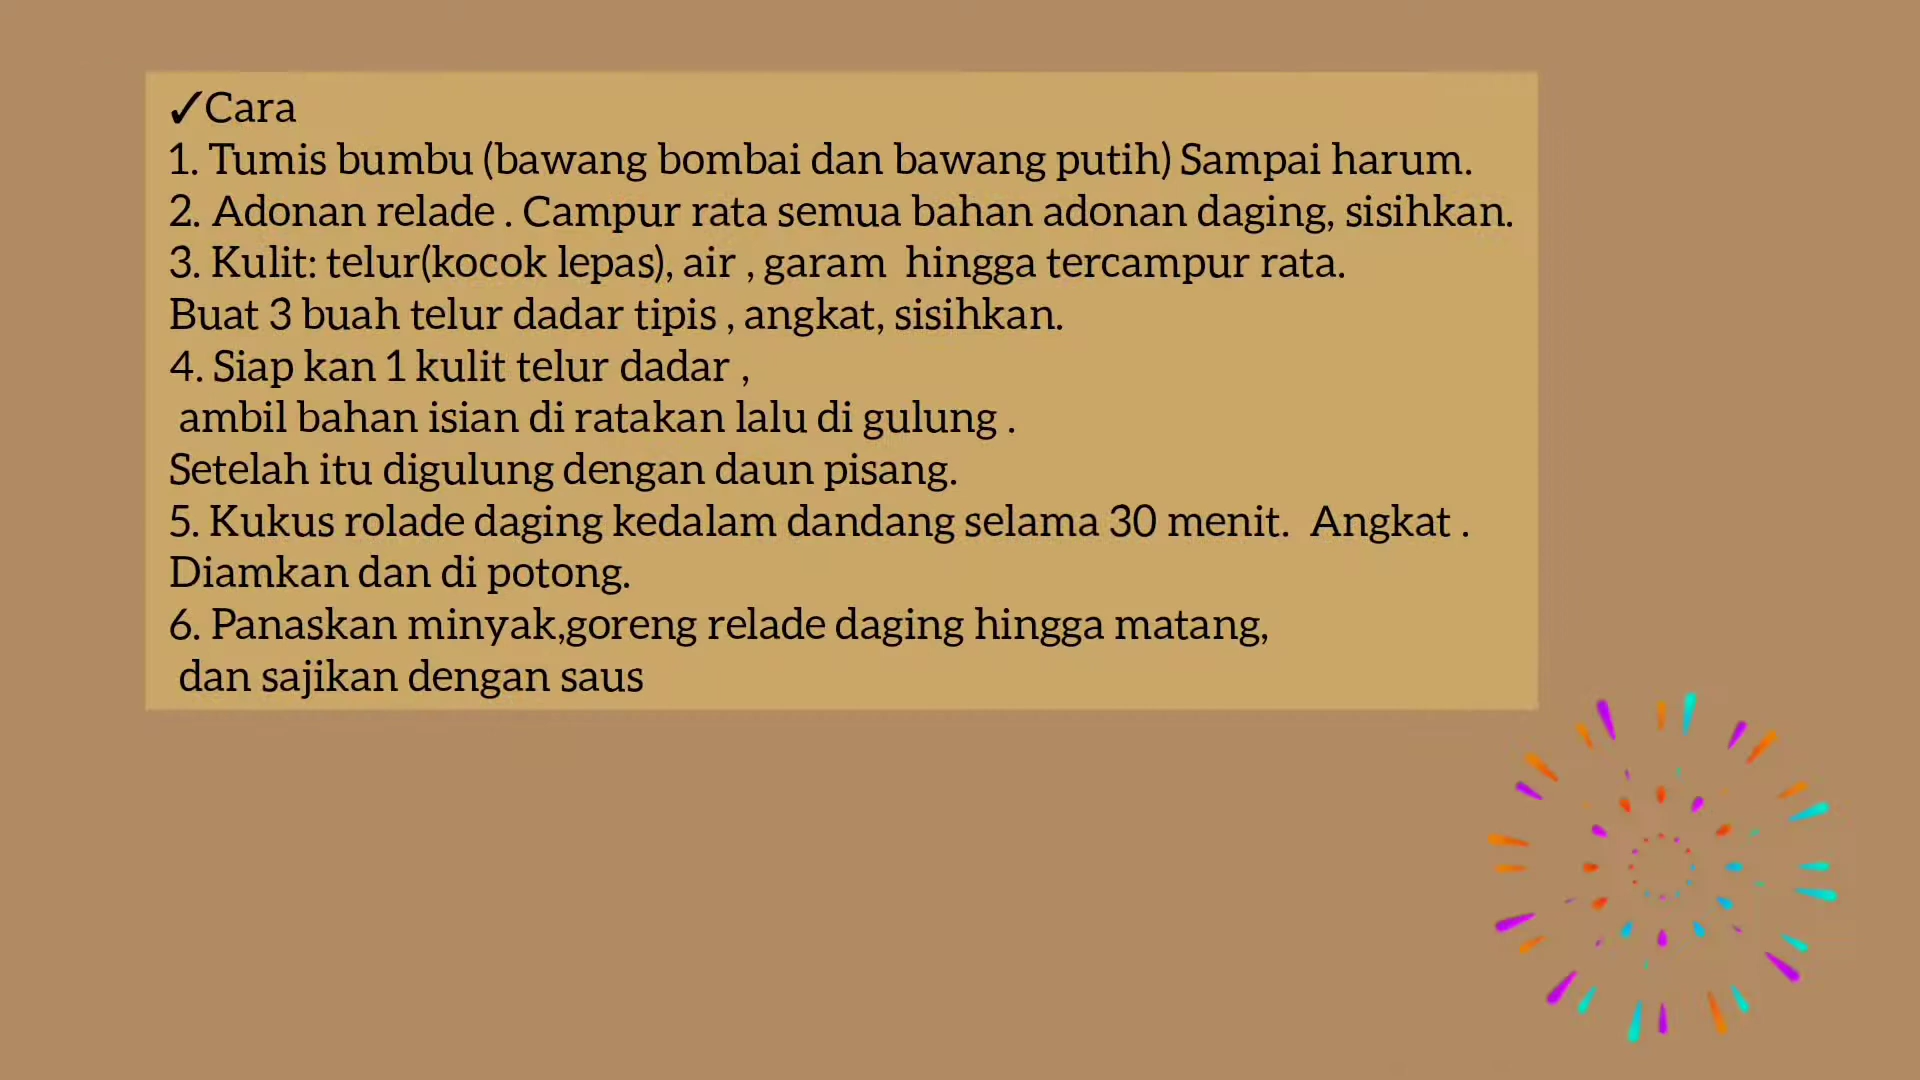 ✓Cara
1. Tumis bumbu (bawang bombai dan bawang putih) Sampai harum.
2. Adonan relade . Campur rata semua bahan adonan daging, sisihkan.
3. Kulit: telur(kocok lepas), air , garam  hingga tercampur rata.
Buat 3 buah telur dadar tipis , angkat, sisihkan.
4. Siap kan 1 kulit telur dadar ,
ambil bahan isian di ratakan lalu di gulung .
Setelah itu digulung dengan daun pisang.
5. Kukus rolade daging kedalam dandang selama 30 menit.  Angkat .
Diamkan dan di potong.
6. Panaskan minyak,goreng relade daging hingga matang,
dan sajikan dengan saus